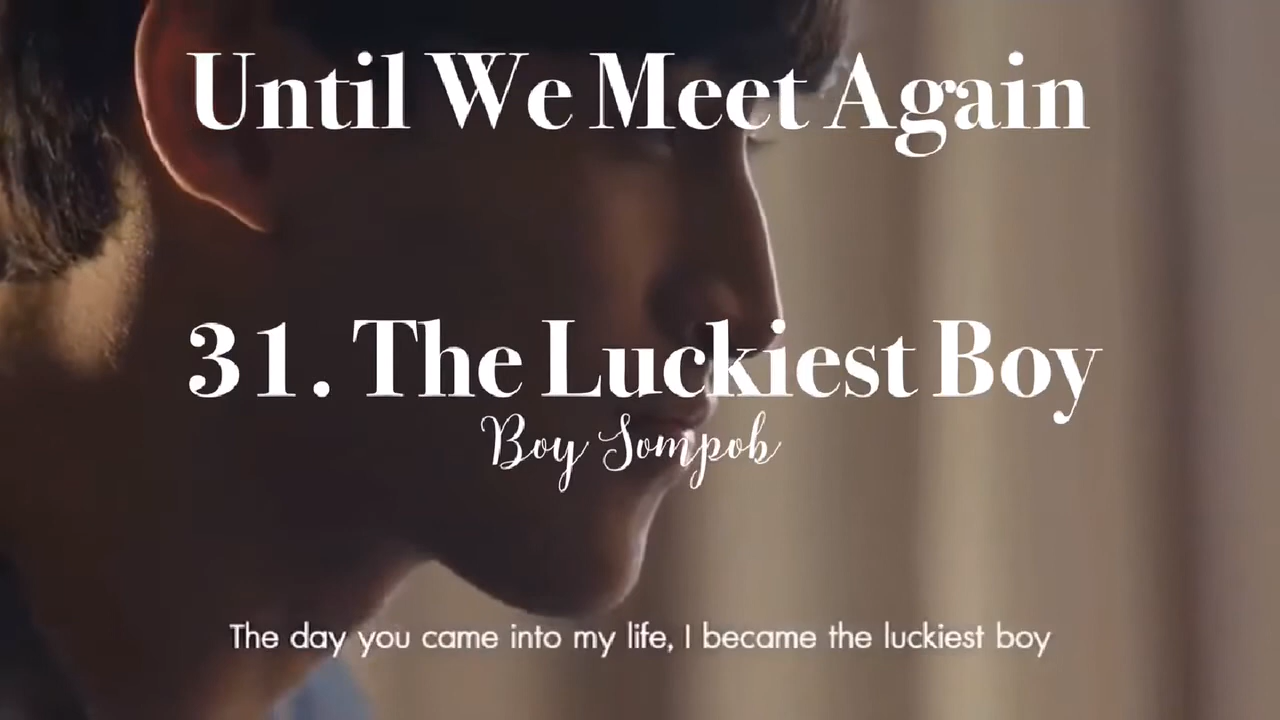 Until We Meet Again
31. The Luckiest Boy
Boy Sompob
The day you came into my life, I became the luckiest boy